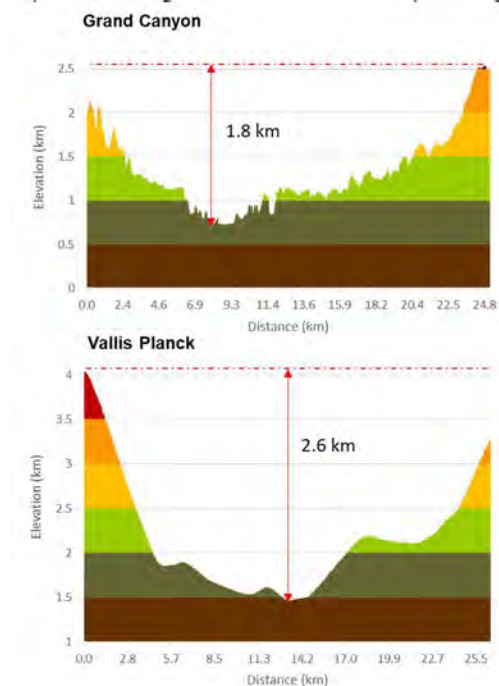 Grand Canyon
2.5
2
1.5
1
0.5
0
Elevation (km)
1.8 km
0.0 2.4 4.6 6.9 9.3 11.4 13.6 15.9 18.2 20.4 22.4 24.8
Distance (km)
Vallis Planck
4
3.5
3
2.5
2
1.5
1
Elevation (km)
2.6 km
0.0 2.8 5.7 8.5 11.3 14.2 17.0 19.9 22.7 25.5
Distance (km)